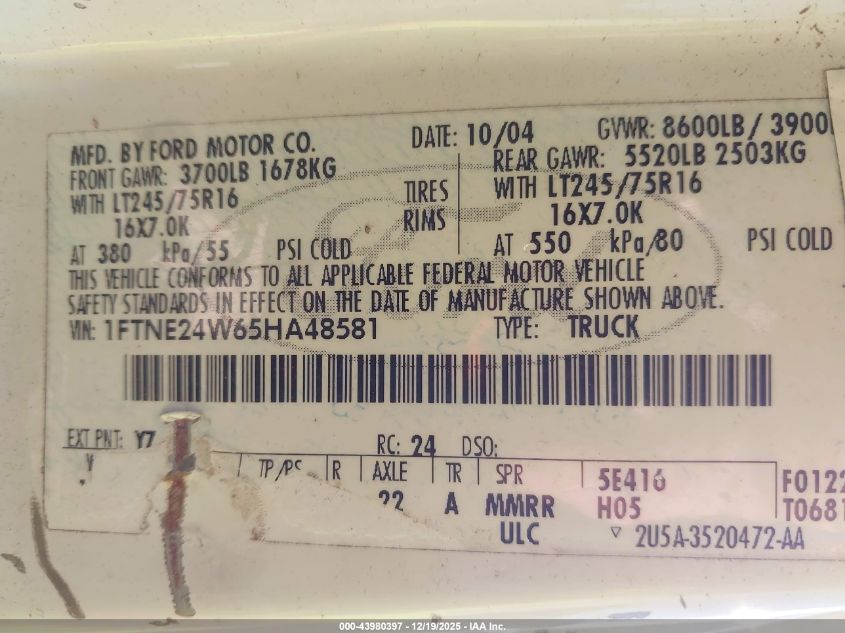 MFD. BY FORD MOTOR CO. DATE: 10/04 GVWR: 8600LB / 3900
FRONT GAWR: 3700LB 1678KG REAR GAWR: 5520LB 2503KG
WITH LT245/75R16 TIRES WITH LT245/75R16
16X7.0K RIMS 16X7.0K
AT 380 kPa/55 PSI COLD AT 550 kPa/80 PSI COLD
THIS VEHICLE CONFORMS TO ALL APPLICABLE FEDERAL MOTOR VEHICLE
SAFETY STANDARDS IN EFFECT ON THE DATE OF MANUFACTURE SHOWN ABOVE.
VIN: 1FTNE24W65HA48581 TYPE: TRUCK
EXT PNT: Y7 RC: 24 DSO:
TP/PS R AXLE TR SPR 5E416 F0122
22 A MMRR H05 T0681
ULC 2U5A-3520472-AA
000-43980397 - 12/19/2025 - IAA Inc.